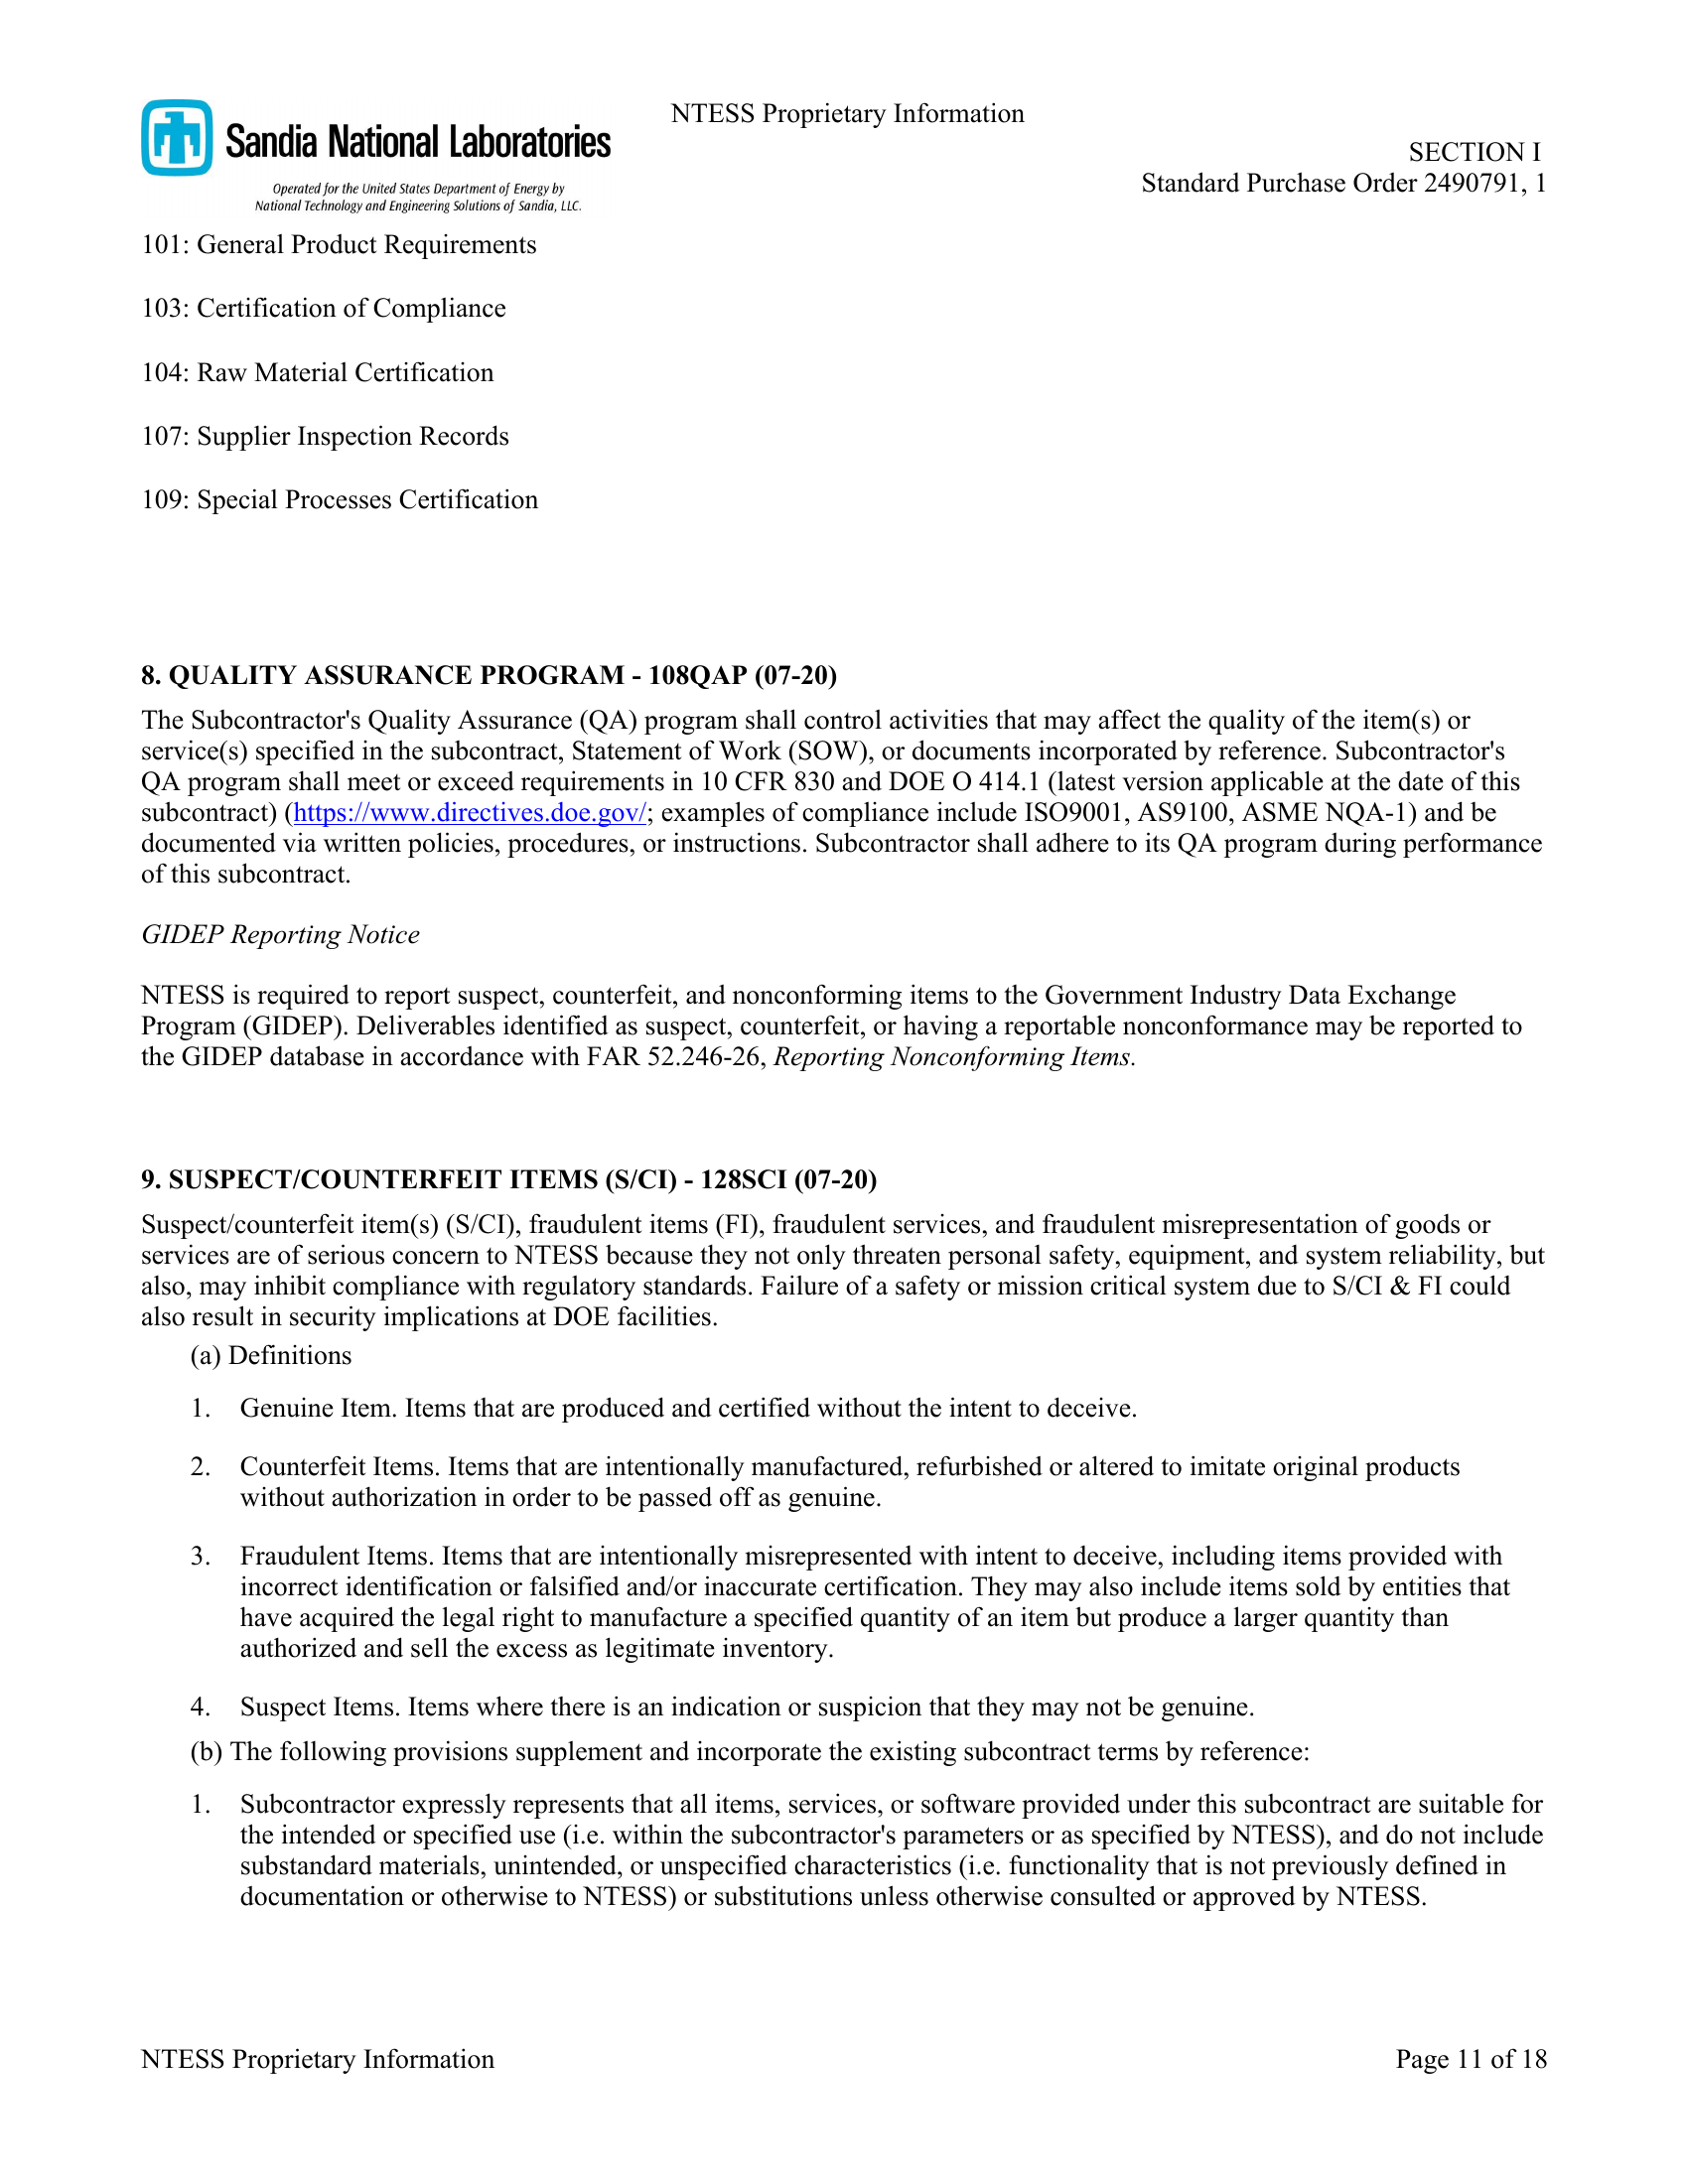 NTESS Proprietary Information
Sandia National Laboratories
Operated for the United States Department of Energy by
National Technology and Engineering Solutions of Sandia, LLC.
SECTION I
Standard Purchase Order 2490791, 1
101: General Product Requirements
103: Certification of Compliance
104: Raw Material Certification
107: Supplier Inspection Records
109: Special Processes Certification
8. QUALITY ASSURANCE PROGRAM - 108QAP (07-20)
The Subcontractor's Quality Assurance (QA) program shall control activities that may affect the quality of the item(s) or
service(s) specified in the subcontract, Statement of Work (SOW), or documents incorporated by reference. Subcontractor's
QA program shall meet or exceed requirements in 10 CFR 830 and DOE O 414.1 (latest version applicable at the date of this
subcontract) (https://www.directives.doe.gov/; examples of compliance include ISO9001, AS9100, ASME NQA-1) and be
documented via written policies, procedures, or instructions. Subcontractor shall adhere to its QA program during performance
of this subcontract.
GIDEP Reporting Notice
NTESS is required to report suspect, counterfeit, and nonconforming items to the Government Industry Data Exchange
Program (GIDEP). Deliverables identified as suspect, counterfeit, or having a reportable nonconformance may be reported to
the GIDEP database in accordance with FAR 52.246-26, Reporting Nonconforming Items.
9. SUSPECT/COUNTERFEIT ITEMS (S/CI) - 128SCI (07-20)
Suspect/counterfeit item(s) (S/CI), fraudulent items (FI), fraudulent services, and fraudulent misrepresentation of goods or
services are of serious concern to NTESS because they not only threaten personal safety, equipment, and system reliability, but
also, may inhibit compliance with regulatory standards. Failure of a safety or mission critical system due to S/CI & FI could
also result in security implications at DOE facilities.
(a) Definitions
1. Genuine Item. Items that are produced and certified without the intent to deceive.
2. Counterfeit Items. Items that are intentionally manufactured, refurbished or altered to imitate original products
without authorization in order to be passed off as genuine.
3. Fraudulent Items. Items that are intentionally misrepresented with intent to deceive, including items provided with
incorrect identification or falsified and/or inaccurate certification. They may also include items sold by entities that
have acquired the legal right to manufacture a specified quantity of an item but produce a larger quantity than
authorized and sell the excess as legitimate inventory.
4. Suspect Items. Items where there is an indication or suspicion that they may not be genuine.
(b) The following provisions supplement and incorporate the existing subcontract terms by reference:
1. Subcontractor expressly represents that all items, services, or software provided under this subcontract are suitable for
the intended or specified use (i.e. within the subcontractor's parameters or as specified by NTESS), and do not include
substandard materials, unintended, or unspecified characteristics (i.e. functionality that is not previously defined in
documentation or otherwise to NTESS) or substitutions unless otherwise consulted or approved by NTESS.
NTESS Proprietary Information
Page 11 of 18